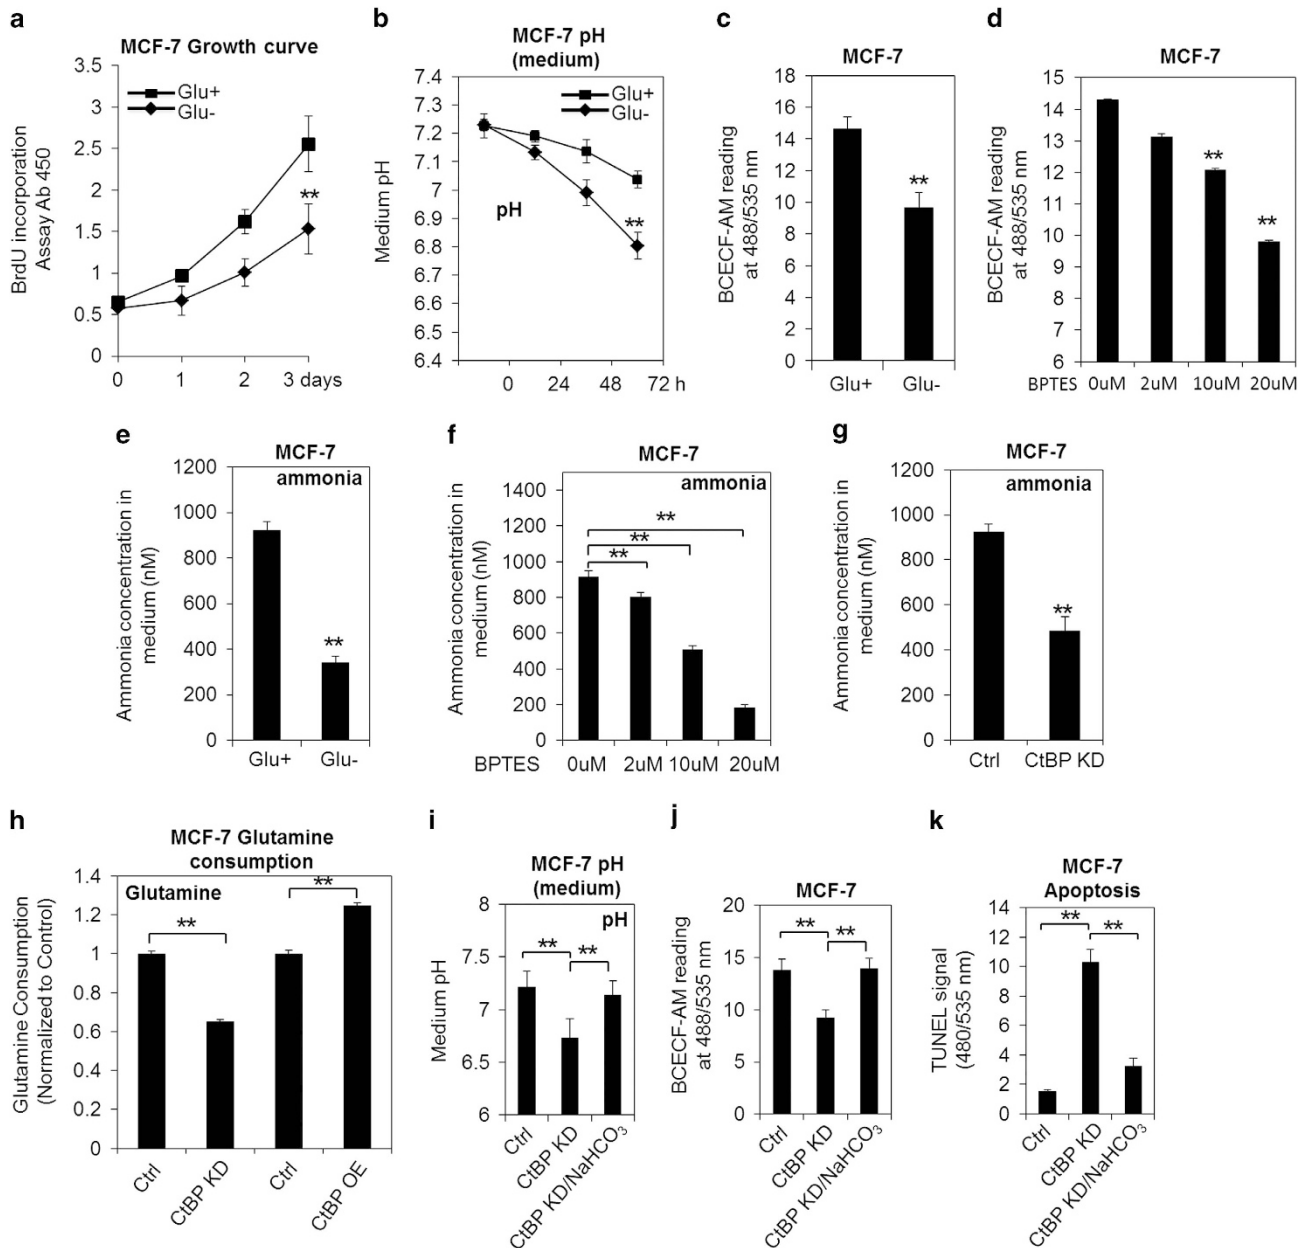 a
MCF-7 Growth curve
3.5
3
2.5
2
1.5
1
0.5
0
Glu+
Glu-
**
BrdU incorporation
Assay Ab 450
0 1 2 3 days
b
MCF-7 pH
(medium)
7.4
7.3
7.2
7.1
7
6.9
6.8
6.7
6.6
6.5
6.4
Glu+
Glu-
pH
**
Medium pH
0 24 48 72 h
c
MCF-7
18
16
14
12
10
8
6
4
2
0
**
BCECF-AM reading
at 488/535 nm
Glu+ Glu-
d
MCF-7
15
14
13
12
11
10
9
8
7
6
**
**
BCECF-AM reading
at 488/535 nm
BPTES 0uM 2uM 10uM 20uM
e
MCF-7
ammonia
1200
1000
800
600
400
200
0
**
Ammonia concentration in
medium (nM)
Glu+ Glu-
f
MCF-7
ammonia
1400
1200
1000
800
600
400
200
0
**
**
**
Ammonia concentration in
medium (nM)
BPTES 0uM 2uM 10uM 20uM
g
MCF-7
ammonia
1200
1000
800
600
400
200
0
**
Ammonia concentration in
medium (nM)
Ctrl CtBP KD
h
MCF-7 Glutamine
consumption
Glutamine
1.4
1.2
1
0.8
0.6
0.4
0.2
0
**
**
Glutamine Consumption
(Normalized to Control)
Ctrl
CtBP KD
Ctrl
CtBP OE
i
MCF-7 pH
(medium)
pH
8
7.5
7
6.5
6
** **
Medium pH
Ctrl
CtBP KD
CtBP KD/NaHCO₃
j
MCF-7
20
15
10
5
0
** **
BCECF-AM reading
at 488/535 nm
Ctrl
CtBP KD
CtBP KD/NaHCO₃
k
MCF-7
Apoptosis
14
12
10
8
6
4
2
0
** **
TUNEL signal
(480/535 nm)
Ctrl
CtBP KD
CtBP KD/NaHCO₃